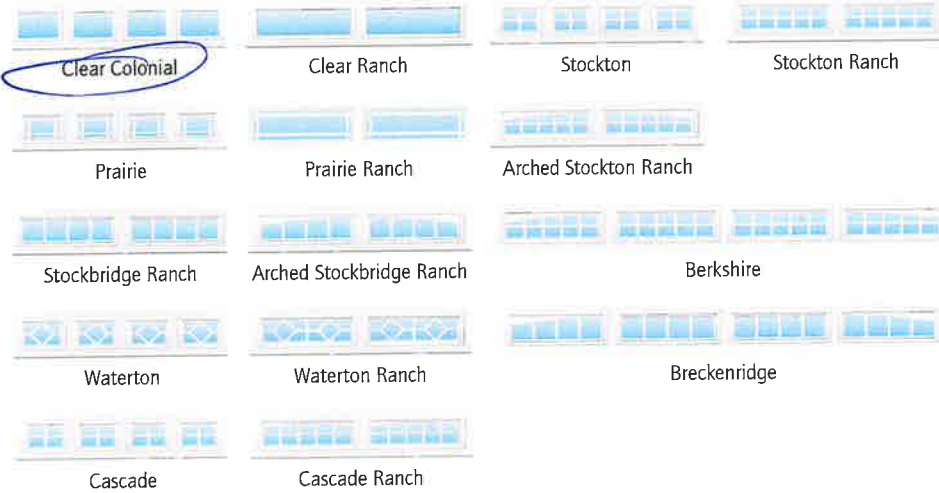 Clear Colonial
Clear Ranch
Stockton
Stockton Ranch
Prairie
Prairie Ranch
Arched Stockton Ranch
Stockbridge Ranch
Arched Stockbridge Ranch
Berkshire
Waterton
Waterton Ranch
Breckenridge
Cascade
Cascade Ranch